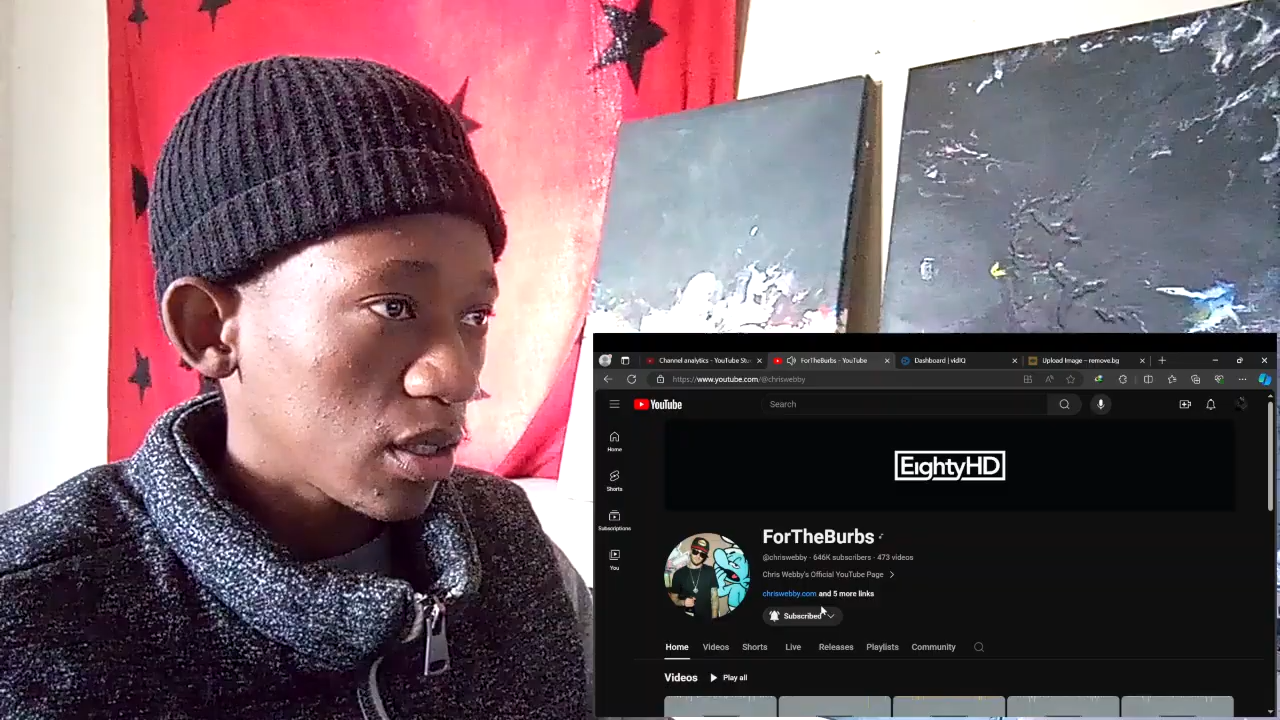 Channel analytics - YouTube Stu
ForTheBurbs - YouTube
Dashboard | vidIQ
Upload Image – remove.bg
https://www.youtube.com/@chriswebby
YouTube
Search
Home
Shorts
Subscriptions
You
EightyHD
ForTheBurbs
@chriswebby · 646K subscribers · 473 videos
Chris Webby's Official YouTube Page
chriswebby.com and 5 more links
Subscribed
Home Videos Shorts Live Releases Playlists Community
Videos Play all